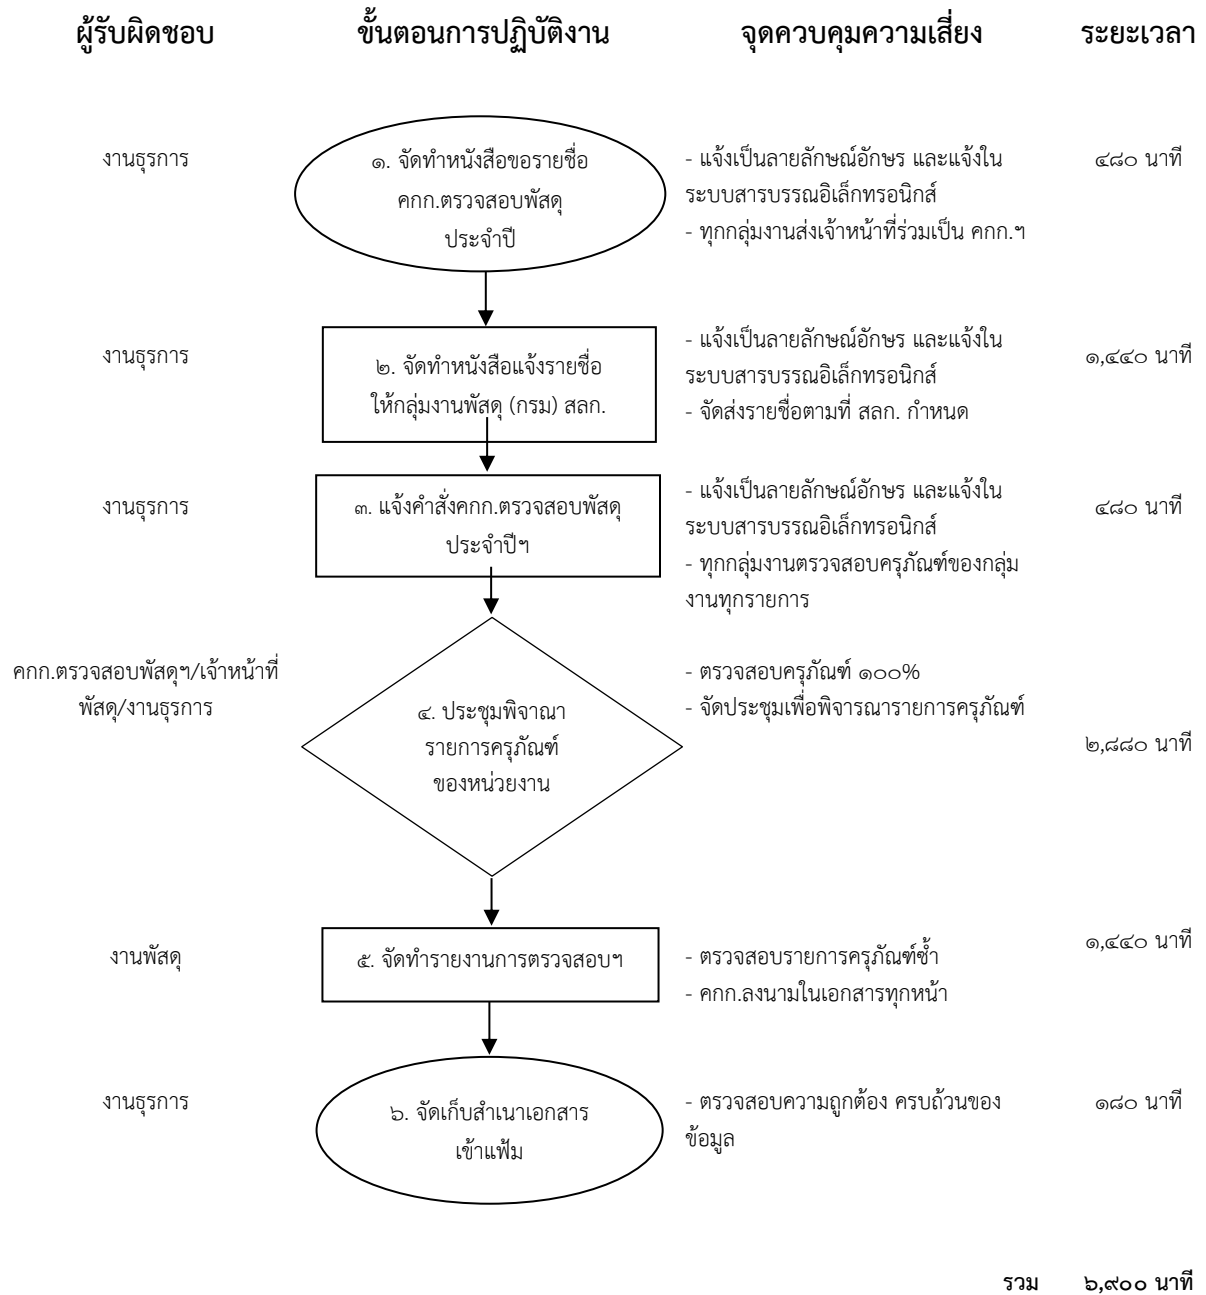 ผู้รับผิดชอบ ขั้นตอนการปฏิบัติงาน จุดควบคุมความเสี่ยง ระยะเวลา
งานธุรการ
๑. จัดทำหนังสือขอรายชื่อ
คกก.ตรวจสอบพัสดุ
ประจำปี
- แจ้งเป็นลายลักษณ์อักษร และแจ้งใน
ระบบสารบรรณอิเล็กทรอนิกส์
- ทุกกลุ่มงานส่งเจ้าหน้าที่ร่วมเป็น คกก.ฯ
๔๘๐ นาที
งานธุรการ
๒. จัดทำหนังสือแจ้งรายชื่อ
ให้กลุ่มงานพัสดุ (กรม) สลก.
- แจ้งเป็นลายลักษณ์อักษร และแจ้งใน
ระบบสารบรรณอิเล็กทรอนิกส์
- จัดส่งรายชื่อตามที่ สลก. กำหนด
๑,๔๔๐ นาที
งานธุรการ
๓. แจ้งคำสั่งคกก.ตรวจสอบพัสดุ
ประจำปีฯ
- แจ้งเป็นลายลักษณ์อักษร และแจ้งใน
ระบบสารบรรณอิเล็กทรอนิกส์
- ทุกกลุ่มงานตรวจสอบครุภัณฑ์ของกลุ่ม
งานทุกรายการ
๔๘๐ นาที
คกก.ตรวจสอบพัสดุฯ/เจ้าหน้าที่
พัสดุ/งานธุรการ
๔. ประชุมพิจาณา
รายการครุภัณฑ์
ของหน่วยงาน
- ตรวจสอบครุภัณฑ์ ๑๐๐%
- จัดประชุมเพื่อพิจารณารายการครุภัณฑ์
๒,๘๘๐ นาที
งานพัสดุ
๕. จัดทำรายงานการตรวจสอบฯ
- ตรวจสอบรายการครุภัณฑ์ซ้ำ
- คกก.ลงนามในเอกสารทุกหน้า
๑,๔๔๐ นาที
งานธุรการ
๖. จัดเก็บสำเนาเอกสาร
เข้าแฟ้ม
- ตรวจสอบความถูกต้อง ครบถ้วนของ
ข้อมูล
๑๘๐ นาที
รวม ๖,๙๐๐ นาที